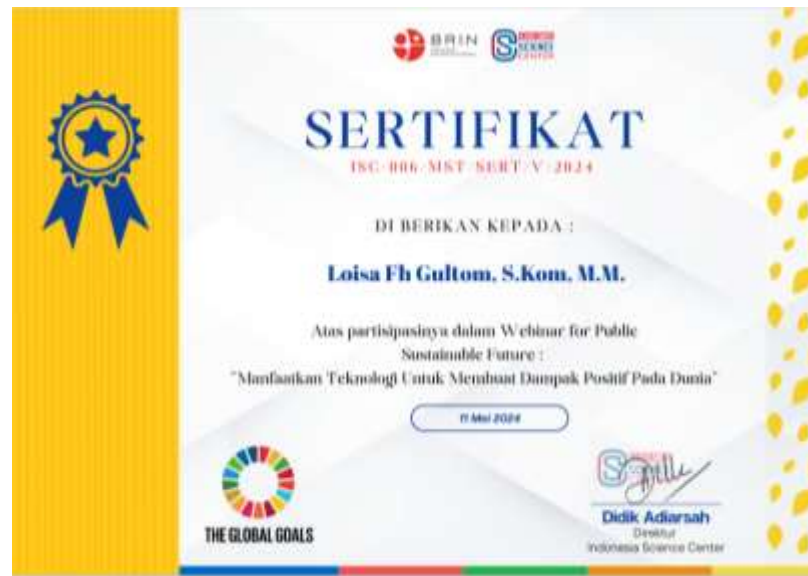 BRIN
SCIENCE
CENTER
SERTIFIKAT
ISC-006-MST-SERT-V-2024
DI BERIKAN KEPADA :
Loisa Fh Gultom, S.Kom, M.M.
Atas partisipasinya dalam Webinar for Public
Sustainable Future :
"Manfaatkan Teknologi Untuk Membuat Dampak Positif Pada Dunia"
11 Mei 2024
THE GLOBAL GOALS
Didik Adiarsah
Direktur
Indonesia Science Center